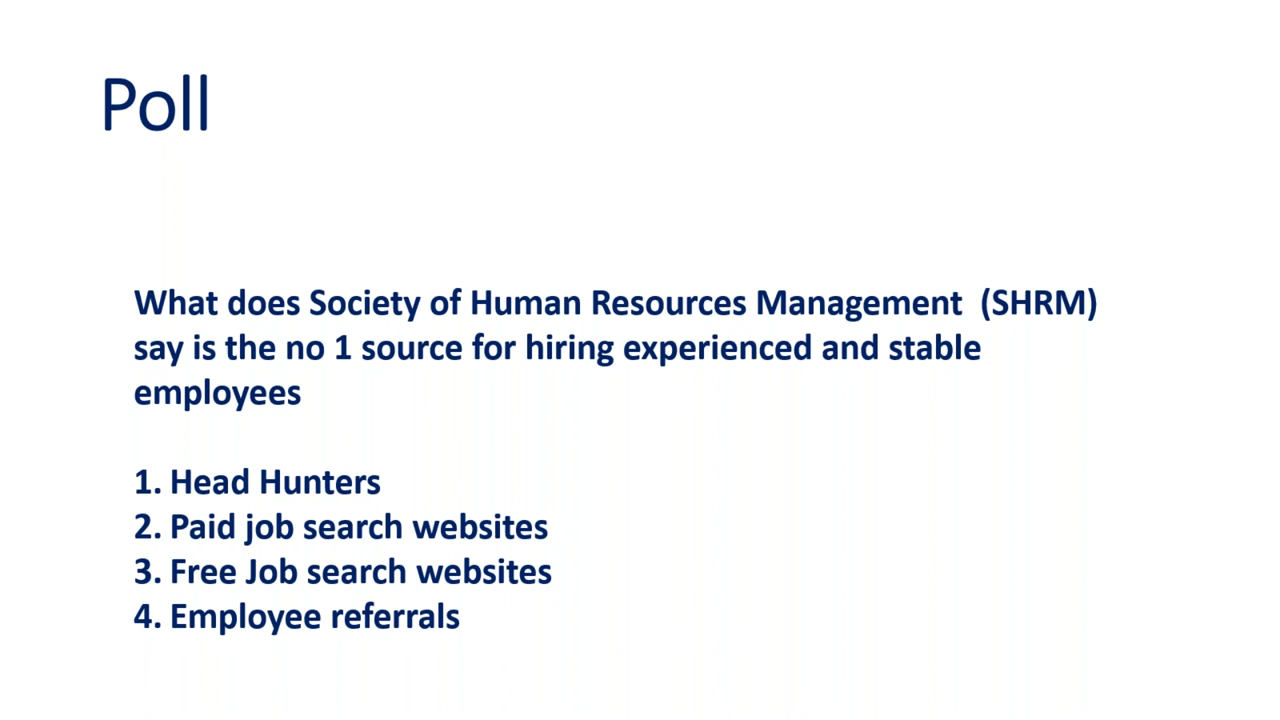 Poll
What does Society of Human Resources Management  (SHRM)
say is the no 1 source for hiring experienced and stable
employees
1. Head Hunters
2. Paid job search websites
3. Free Job search websites
4. Employee referrals